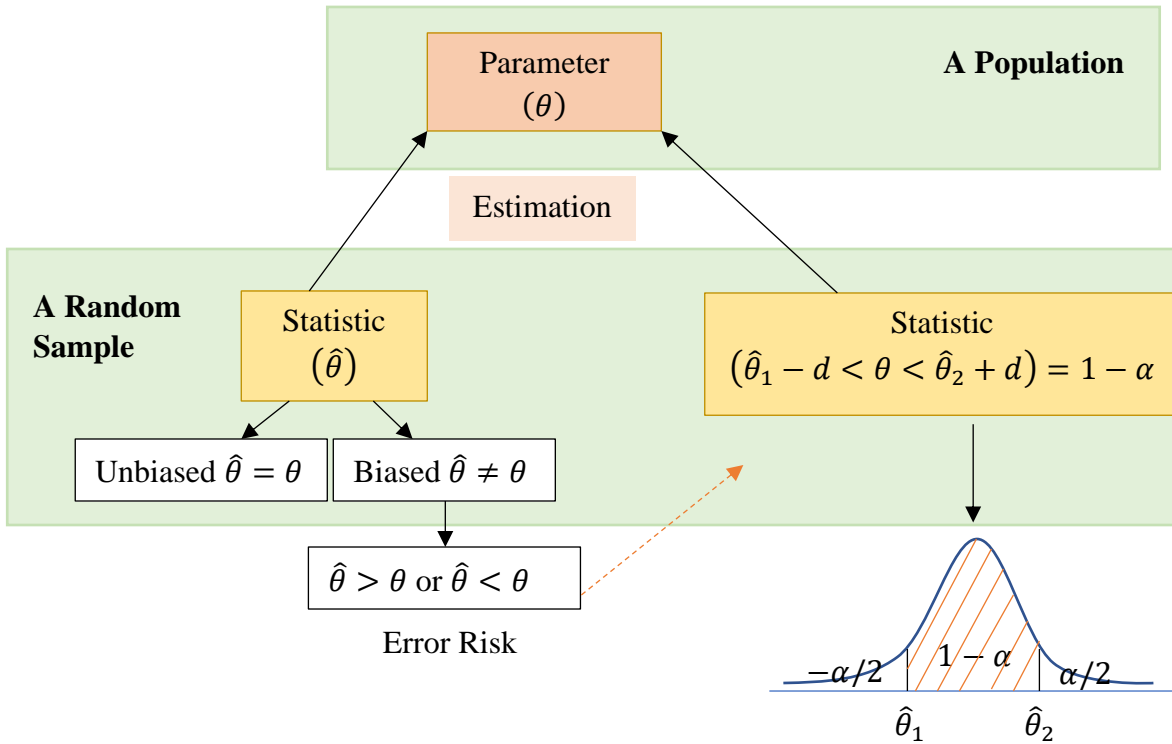 Parameter
(θ)
A Population
Estimation
A Random
Sample
Statistic
(θ̂)
Statistic
(θ̂₁ − d < θ < θ̂₂ + d) = 1 − α
Unbiased θ̂ = θ
Biased θ̂ ≠ θ
θ̂ > θ or θ̂ < θ
Error Risk
−α/2
1 − α
α/2
θ̂₁
θ̂₂